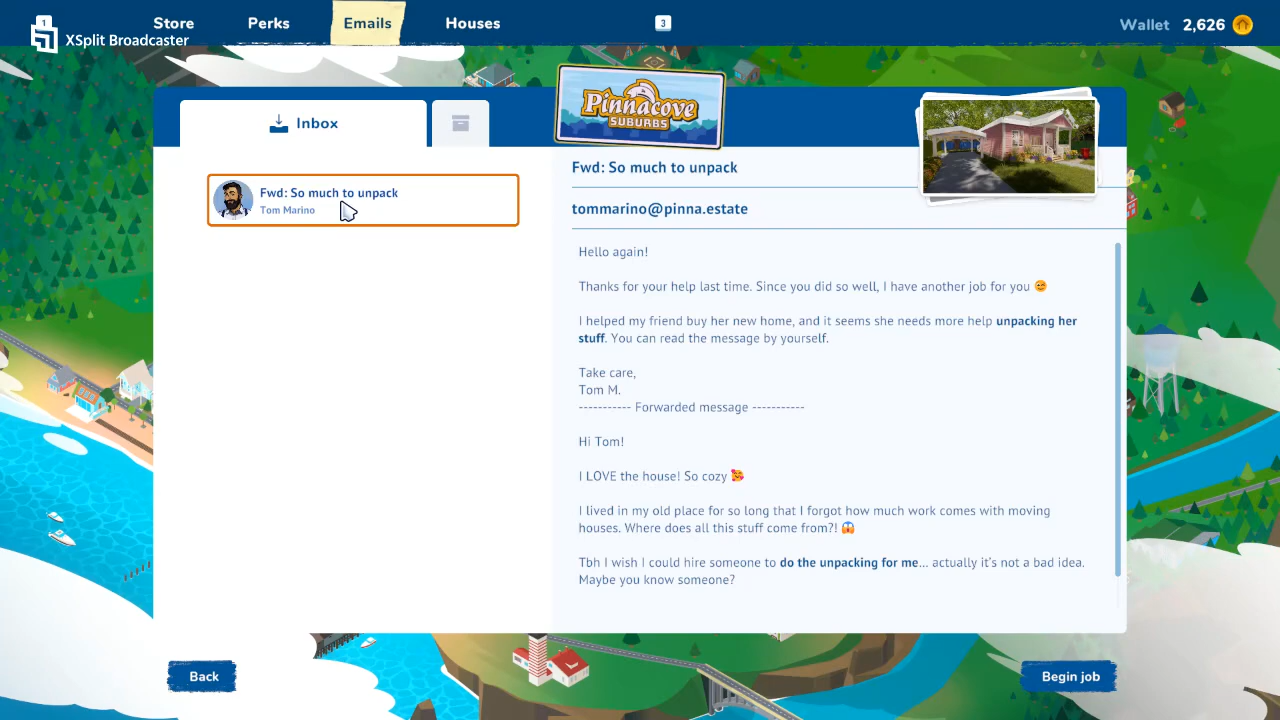 1
Store
Perks
Emails
Houses
3
Wallet 2,626
XSplit Broadcaster
Inbox
Pinnacove
SUBURBS
Fwd: So much to unpack
Tom Marino
Fwd: So much to unpack
tommarino@pinna.estate
Hello again!
Thanks for your help last time. Since you did so well, I have another job for you 😊
I helped my friend buy her new home, and it seems she needs more help unpacking her
stuff. You can read the message by yourself.
Take care,
Tom M.
----------- Forwarded message -----------
Hi Tom!
I LOVE the house! So cozy 🥰
I lived in my old place for so long that I forgot how much work comes with moving
houses. Where does all this stuff come from?! 😱
Tbh I wish I could hire someone to do the unpacking for me... actually it's not a bad idea.
Maybe you know someone?
Back
Begin job